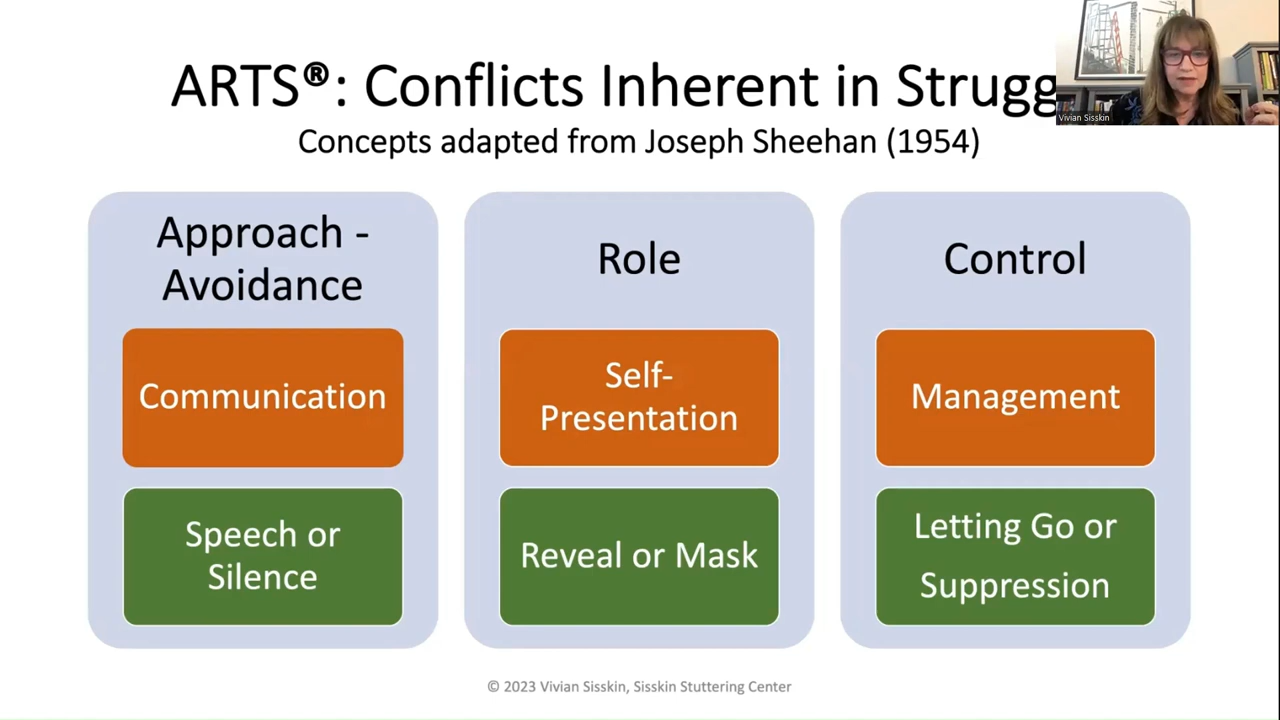 ARTS®: Conflicts Inherent in Strugg
Concepts adapted from Joseph Sheehan (1954)
Vivian Sisskin
Approach -
Avoidance
Communication
Speech or
Silence
Role
Self-
Presentation
Reveal or Mask
Control
Management
Letting Go or
Suppression
© 2023 Vivian Sisskin, Sisskin Stuttering Center